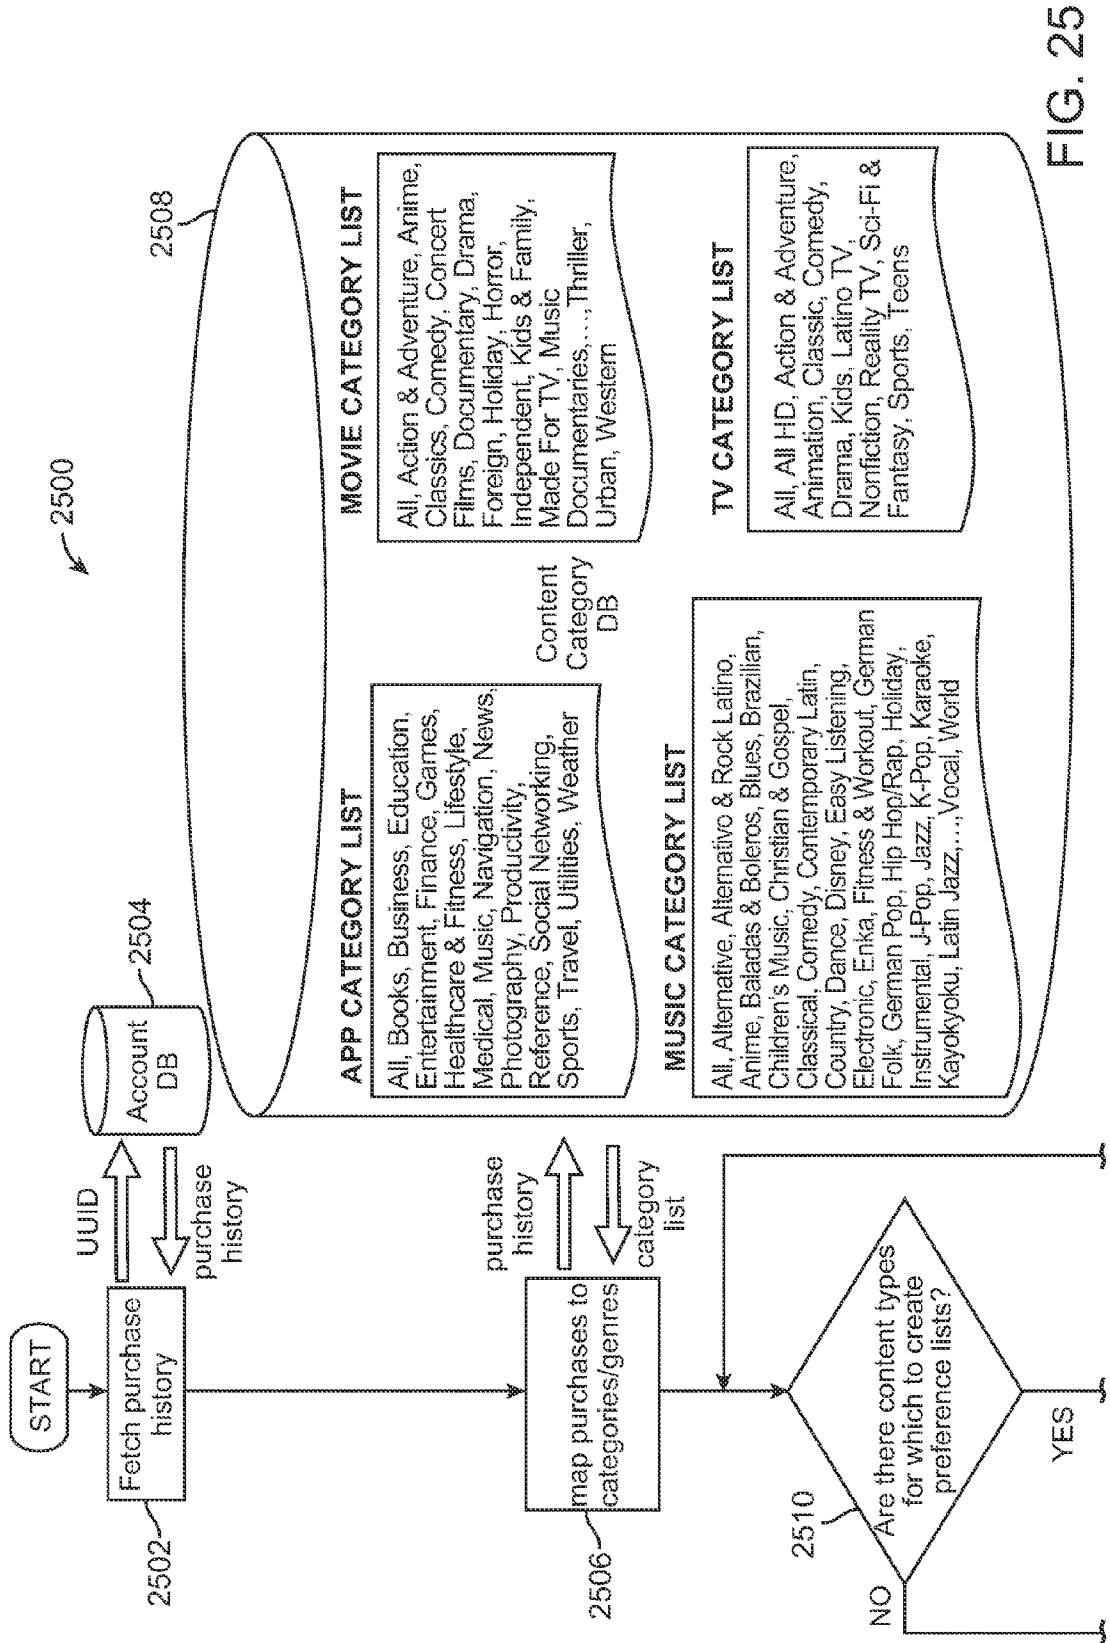 2500
START
Fetch purchase
history
2502
UUID
purchase
history
Account
DB
2504
2508
map purchases to
categories/genres
2506
purchase
history
category
list
APP CATEGORY LIST
All, Books, Business, Education,
Entertainment, Finance, Games,
Healthcare & Fitness, Lifestyle,
Medical, Music, Navigation, News,
Photography, Productivity,
Reference, Social Networking,
Sports, Travel, Utilities, Weather
Content
Category
DB
MOVIE CATEGORY LIST
All, Action & Adventure, Anime,
Classics, Comedy, Concert
Films, Documentary, Drama,
Foreign, Holiday, Horror,
Independent, Kids & Family,
Made For TV, Music
Documentaries,..., Thriller,
Urban, Western
MUSIC CATEGORY LIST
All, Alternative, Alternativo & Rock Latino,
Anime, Baladas & Boleros, Blues, Brazilian,
Children's Music, Christian & Gospel,
Classical, Comedy, Contemporary Latin,
Country, Dance, Disney, Easy Listening,
Electronic, Enka, Fitness & Workout, German
Folk, German Pop, Hip Hop/Rap, Holiday,
Instrumental, J-Pop, Jazz, K-Pop, Karaoke,
Kayokyoku, Latin Jazz,...,Vocal, World
TV CATEGORY LIST
All, All HD, Action & Adventure,
Animation, Classic, Comedy,
Drama, Kids, Latino TV,
Nonfiction, Reality TV, Sci-Fi &
Fantasy, Sports, Teens
2510
Are there content types
for which to create
preference lists?
NO
YES
FIG. 25